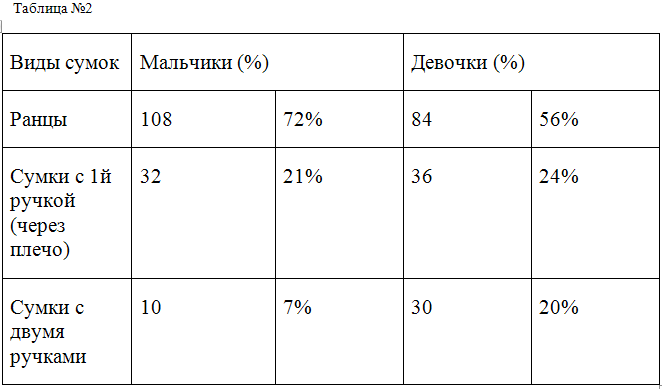 Таблица №2
Виды сумок Мальчики (%) Девочки (%)
Ранцы 108 72% 84 56%
Сумки с 1й 32 21% 36 24%
ручкой
(через
плечо)
Сумки с 10 7% 30 20%
двумя
ручками